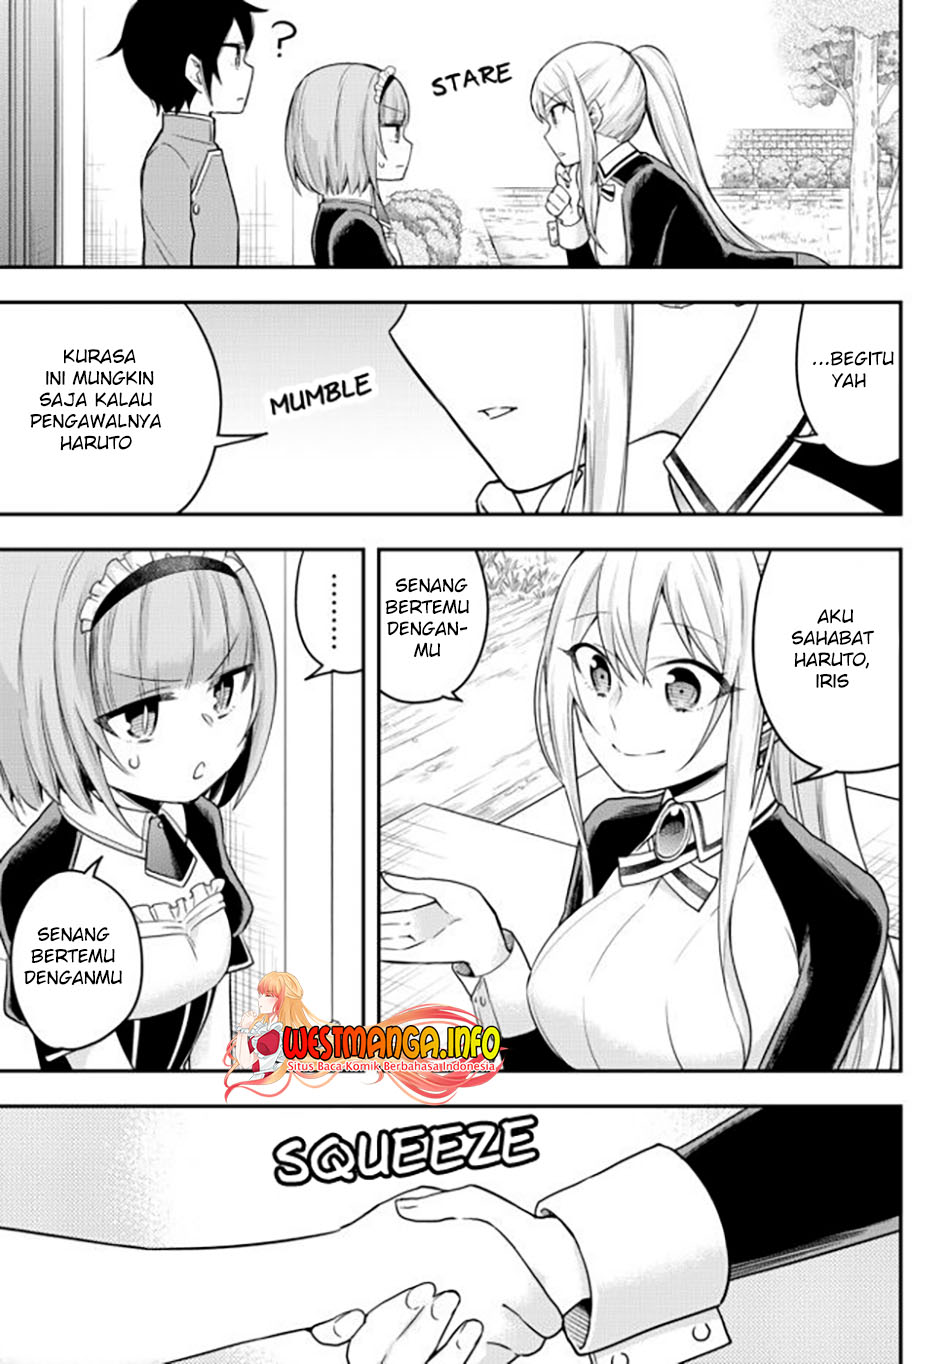 ?
STARE
...BEGITU
YAH
MUMBLE
KURASA
INI MUNGKIN
SAJA KALAU
PENGAWALNYA
HARUTO
AKU
SAHABAT
HARUTO,
IRIS
SENANG
BERTEMU
DENGAN-
MU
.........
SENANG
BERTEMU
DENGANMU
WESTMANGA.INFO
Situs Baca Komik Berbahasa Indonesia
SQUEEZE